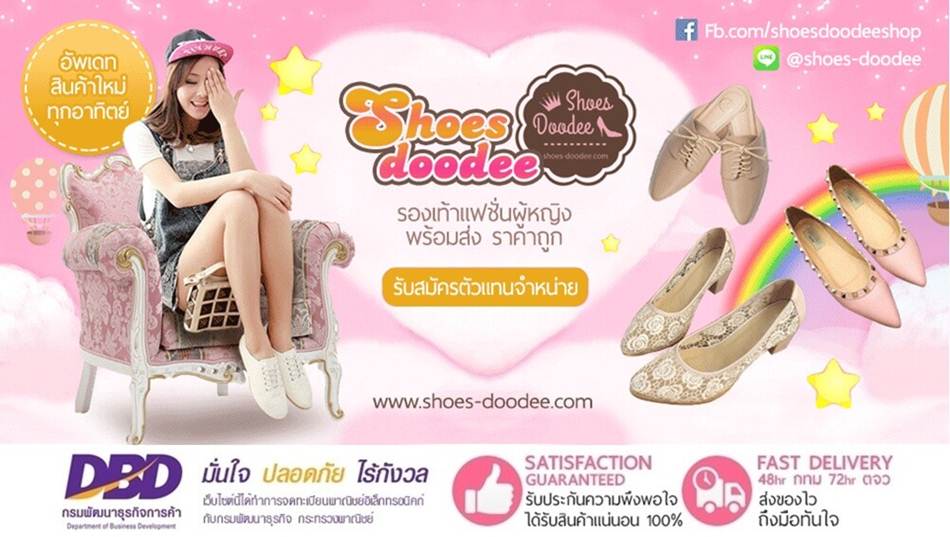 อัพเดท
สินค้าใหม่
ทุกอาทิตย์
Fb.com/shoesdoodeeshop
LINE
@shoes-doodee
Shoes
doodee
Shoes
Doodee
shoes-doodee.com
รองเท้าแฟชั่นผู้หญิง
พร้อมส่ง ราคาถูก
รับสมัครตัวแทนจำหน่าย
www.shoes-doodee.com
DBD
กรมพัฒนาธุรกิจการค้า
Department of Business Development
มั่นใจ ปลอดภัย ไร้กังวล
เว็บไซต์นี้ได้ทำการจดทะเบียนพาณิชย์อิเล็กทรอนิกส์
กับกรมพัฒนาธุรกิจ กระทรวงพาณิชย์
SATISFACTION
GUARANTEED
รับประกันความพึงพอใจ
ได้รับสินค้าแน่นอน 100%
FAST DELIVERY
48hr กทม 72hr ตจว
ส่งของไว
ถึงมือทันใจ